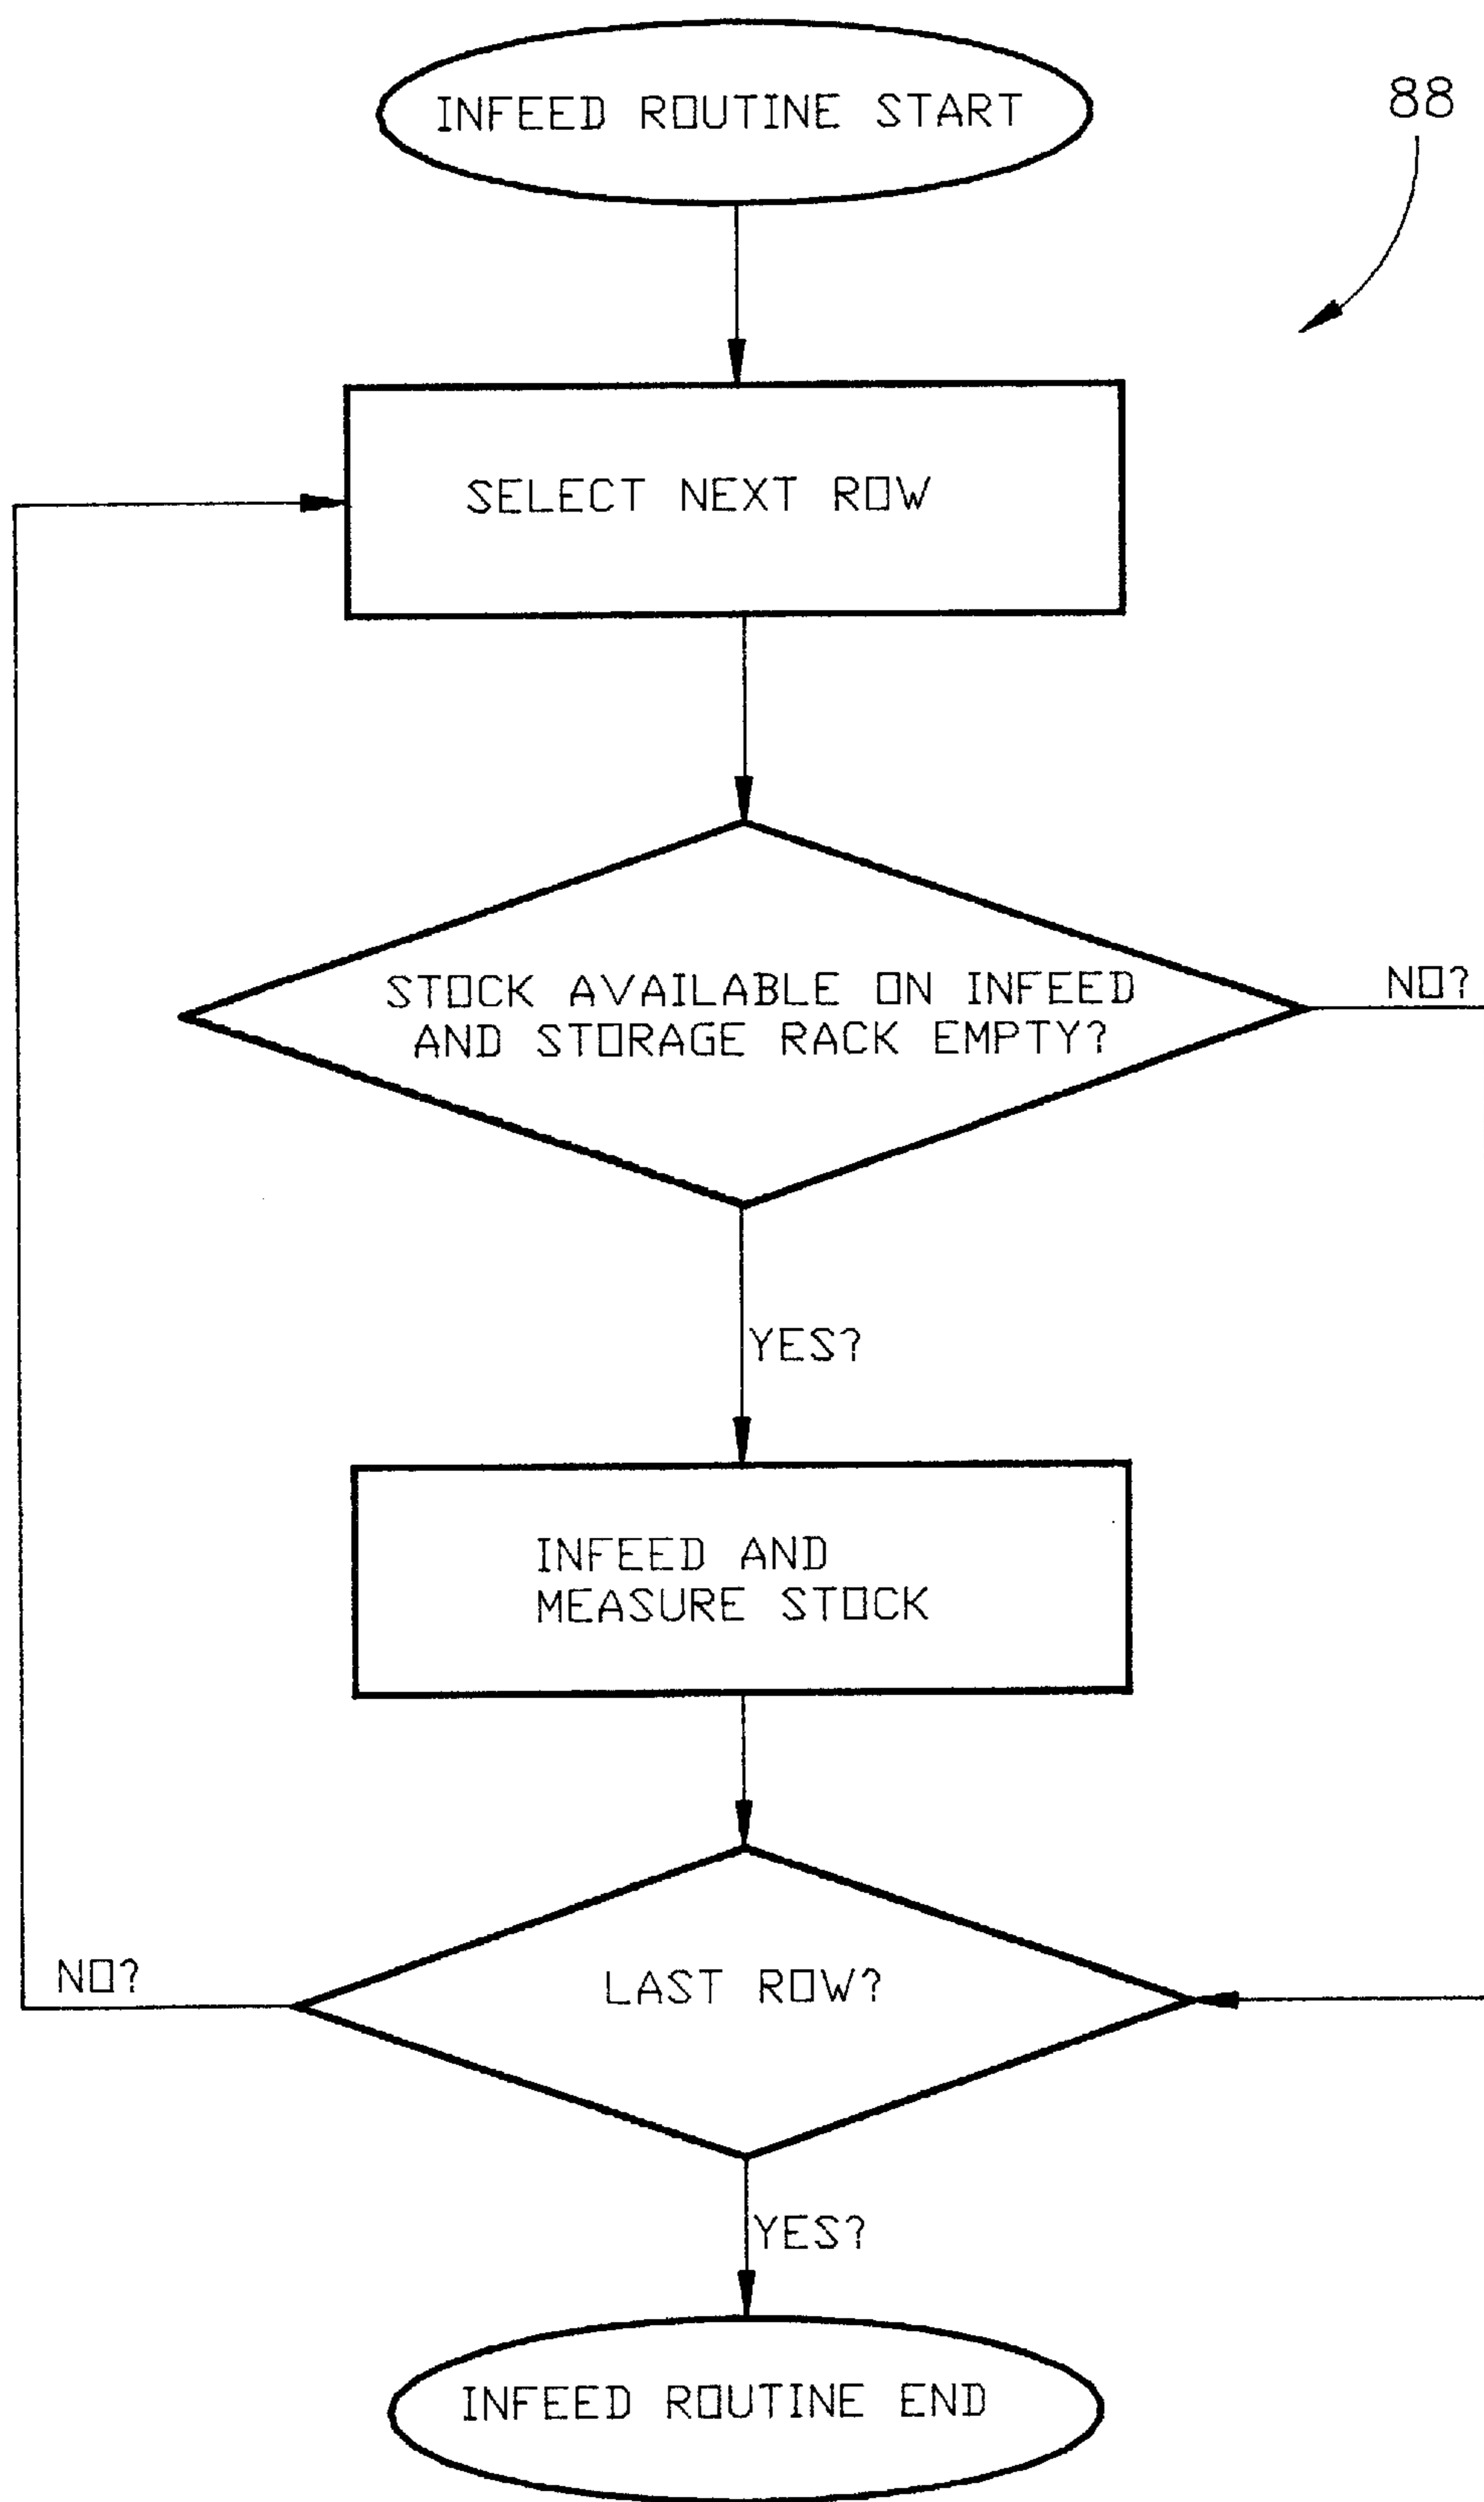 INFEED ROUTINE START
88
SELECT NEXT ROW
STOCK AVAILABLE ON INFEED
AND STORAGE RACK EMPTY?
NO?
YES?
INFEED AND
MEASURE STOCK
LAST ROW?
NO?
YES?
INFEED ROUTINE END